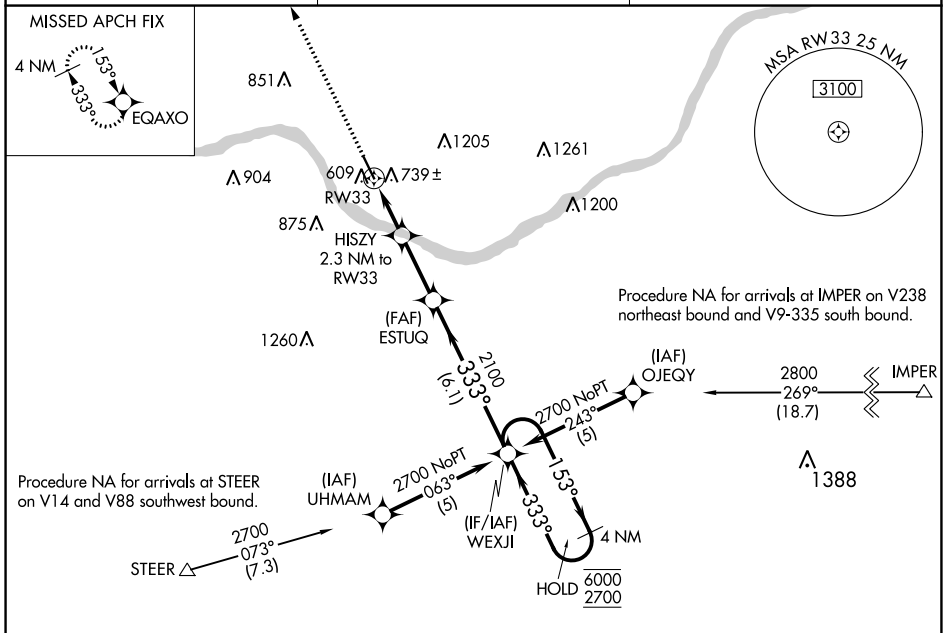 MISSED APCH FIX
4 NM
153°
333°
EQAXO
MSA RW33 25 NM
3100
851
1205
1261
904
609
739±
RW33
1200
875
HISZY
2.3 NM to
RW33
Procedure NA for arrivals at IMPER on V238
northeast bound and V9-335 south bound.
(FAF)
ESTUQ
1260
2100
333°
(6.1)
(IAF)
OJEQY
2800
269°
(18.7)
IMPER
2700 NoPT
243°
(5)
1388
Procedure NA for arrivals at STEER
on V14 and V88 southwest bound.
(IAF)
UHMAM
2700 NoPT
063°
(5)
(IF/IAF)
WEXJI
153°
333°
4 NM
2700
073°
(7.3)
STEER
HOLD
6000
2700